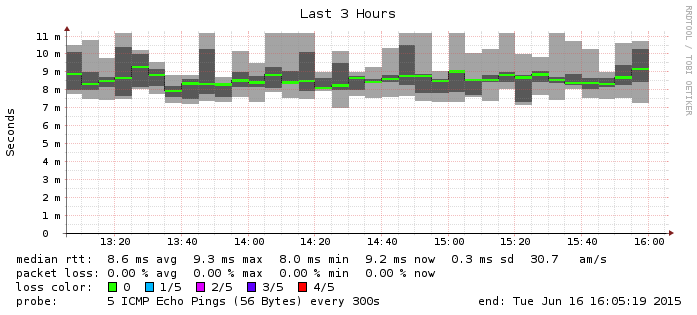 Last 3 Hours
RRDTOOL / TOBI OETIKER
Seconds
11 m
10 m
9 m
8 m
7 m
6 m
5 m
4 m
3 m
2 m
1 m
0
13:20 13:40 14:00 14:20 14:40 15:00 15:20 15:40 16:00
median rtt: 8.6 ms avg 9.3 ms max 8.0 ms min 9.2 ms now 0.3 ms sd 30.7 am/s
packet loss: 0.00 % avg 0.00 % max 0.00 % min 0.00 % now
loss color: 0 1/5 2/5 3/5 4/5
probe: 5 ICMP Echo Pings (56 Bytes) every 300s end: Tue Jun 16 16:05:19 2015